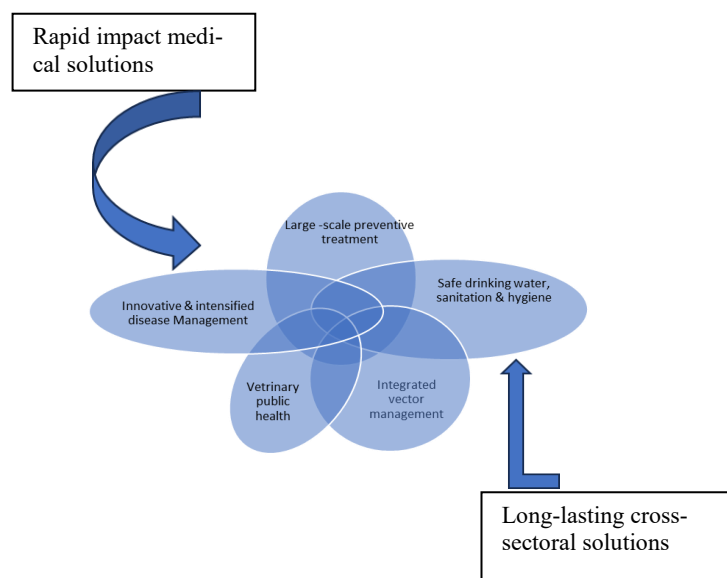 Rapid impact medi-
cal solutions
Large -scale preventive
treatment
Safe drinking water,
sanitation & hygiene
Innovative & intensified
disease Management
Vetrinary
public
health
Integrated
vector
management
Long-lasting cross-
sectoral solutions